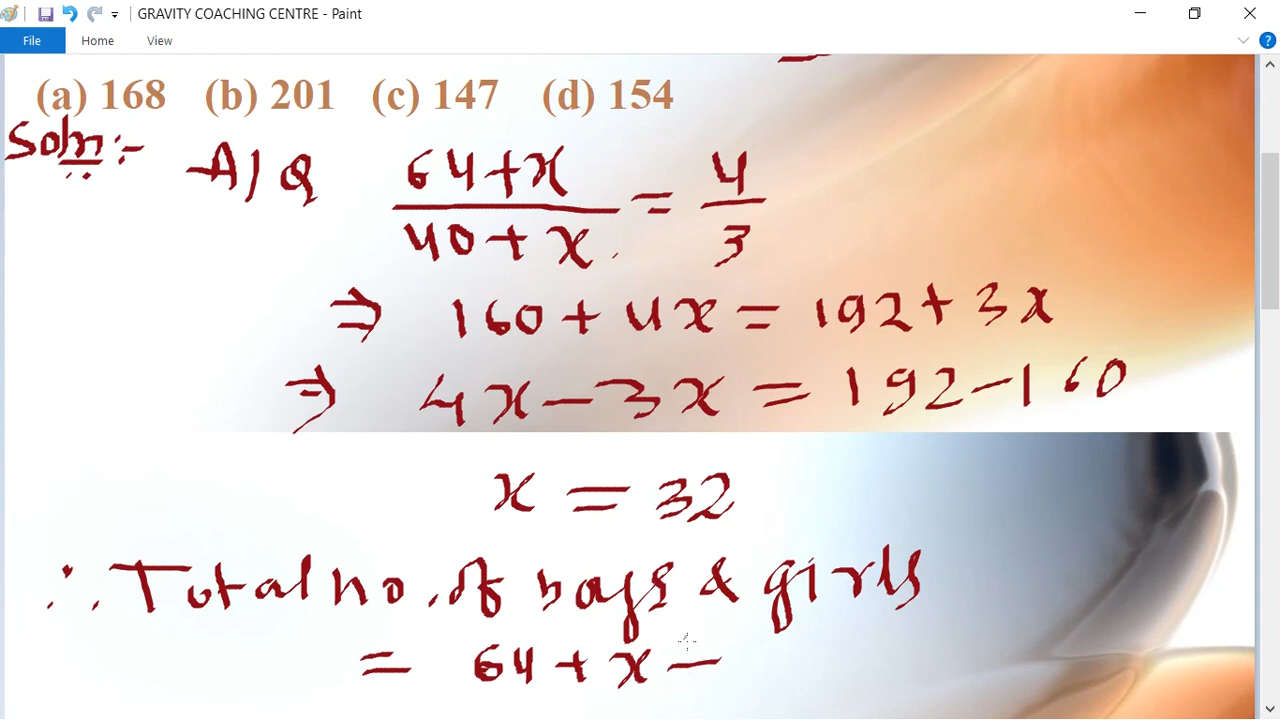 GRAVITY COACHING CENTRE - Paint
File Home View
(a) 168 (b) 201 (c) 147 (d) 154
Soln:-
A/Q 64+x/40+x = 4/3
⇒ 160+4x=192+3x
⇒ 4x-3x=192-160
x = 32
∴ Total no. of boys & girls
= 64+x-